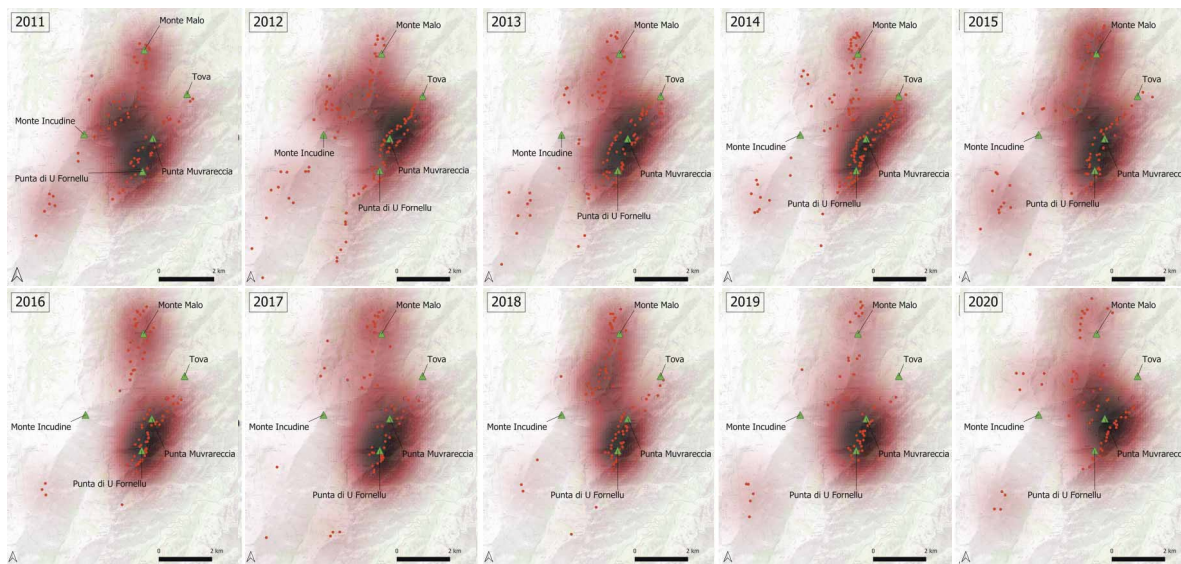 2011
Monte Malo
Tova
Monte Incudine
Punta di U Fornellu
Punta Muvrareccia
0 2 km
2012
Monte Malo
Tova
Monte Incudine
Punta Muvrareccia
Punta di U Fornellu
0 2 km
2013
Monte Malo
Tova
Monte Incudine
Punta Muvrareccia
Punta di U Fornellu
0 2 km
2014
Monte Malo
Tova
Monte Incudine
Punta Muvrareccia
Punta di U Fornellu
0 2 km
2015
Monte Malo
Tova
Monte Incudine
Punta Muvrarecc
Punta di U Fornellu
0 2 km
2016
Monte Malo
Tova
Monte Incudine
Punta Muvrareccia
Punta di U Fornellu
0 2 km
2017
Monte Malo
Tova
Monte Incudine
Punta Muvrareccia
Punta di U Fornellu
0 2 km
2018
Monte Malo
Tova
Monte Incudine
Punta Muvrareccia
Punta di U Fornellu
0 2 km
2019
Monte Malo
Tova
Monte Incudine
Punta Muvrareccia
Punta di U Fornellu
0 2 km
2020
Monte Malo
Tova
Monte Incudine
Punta Muvrarecc
Punta di U Fornellu
0 2 km